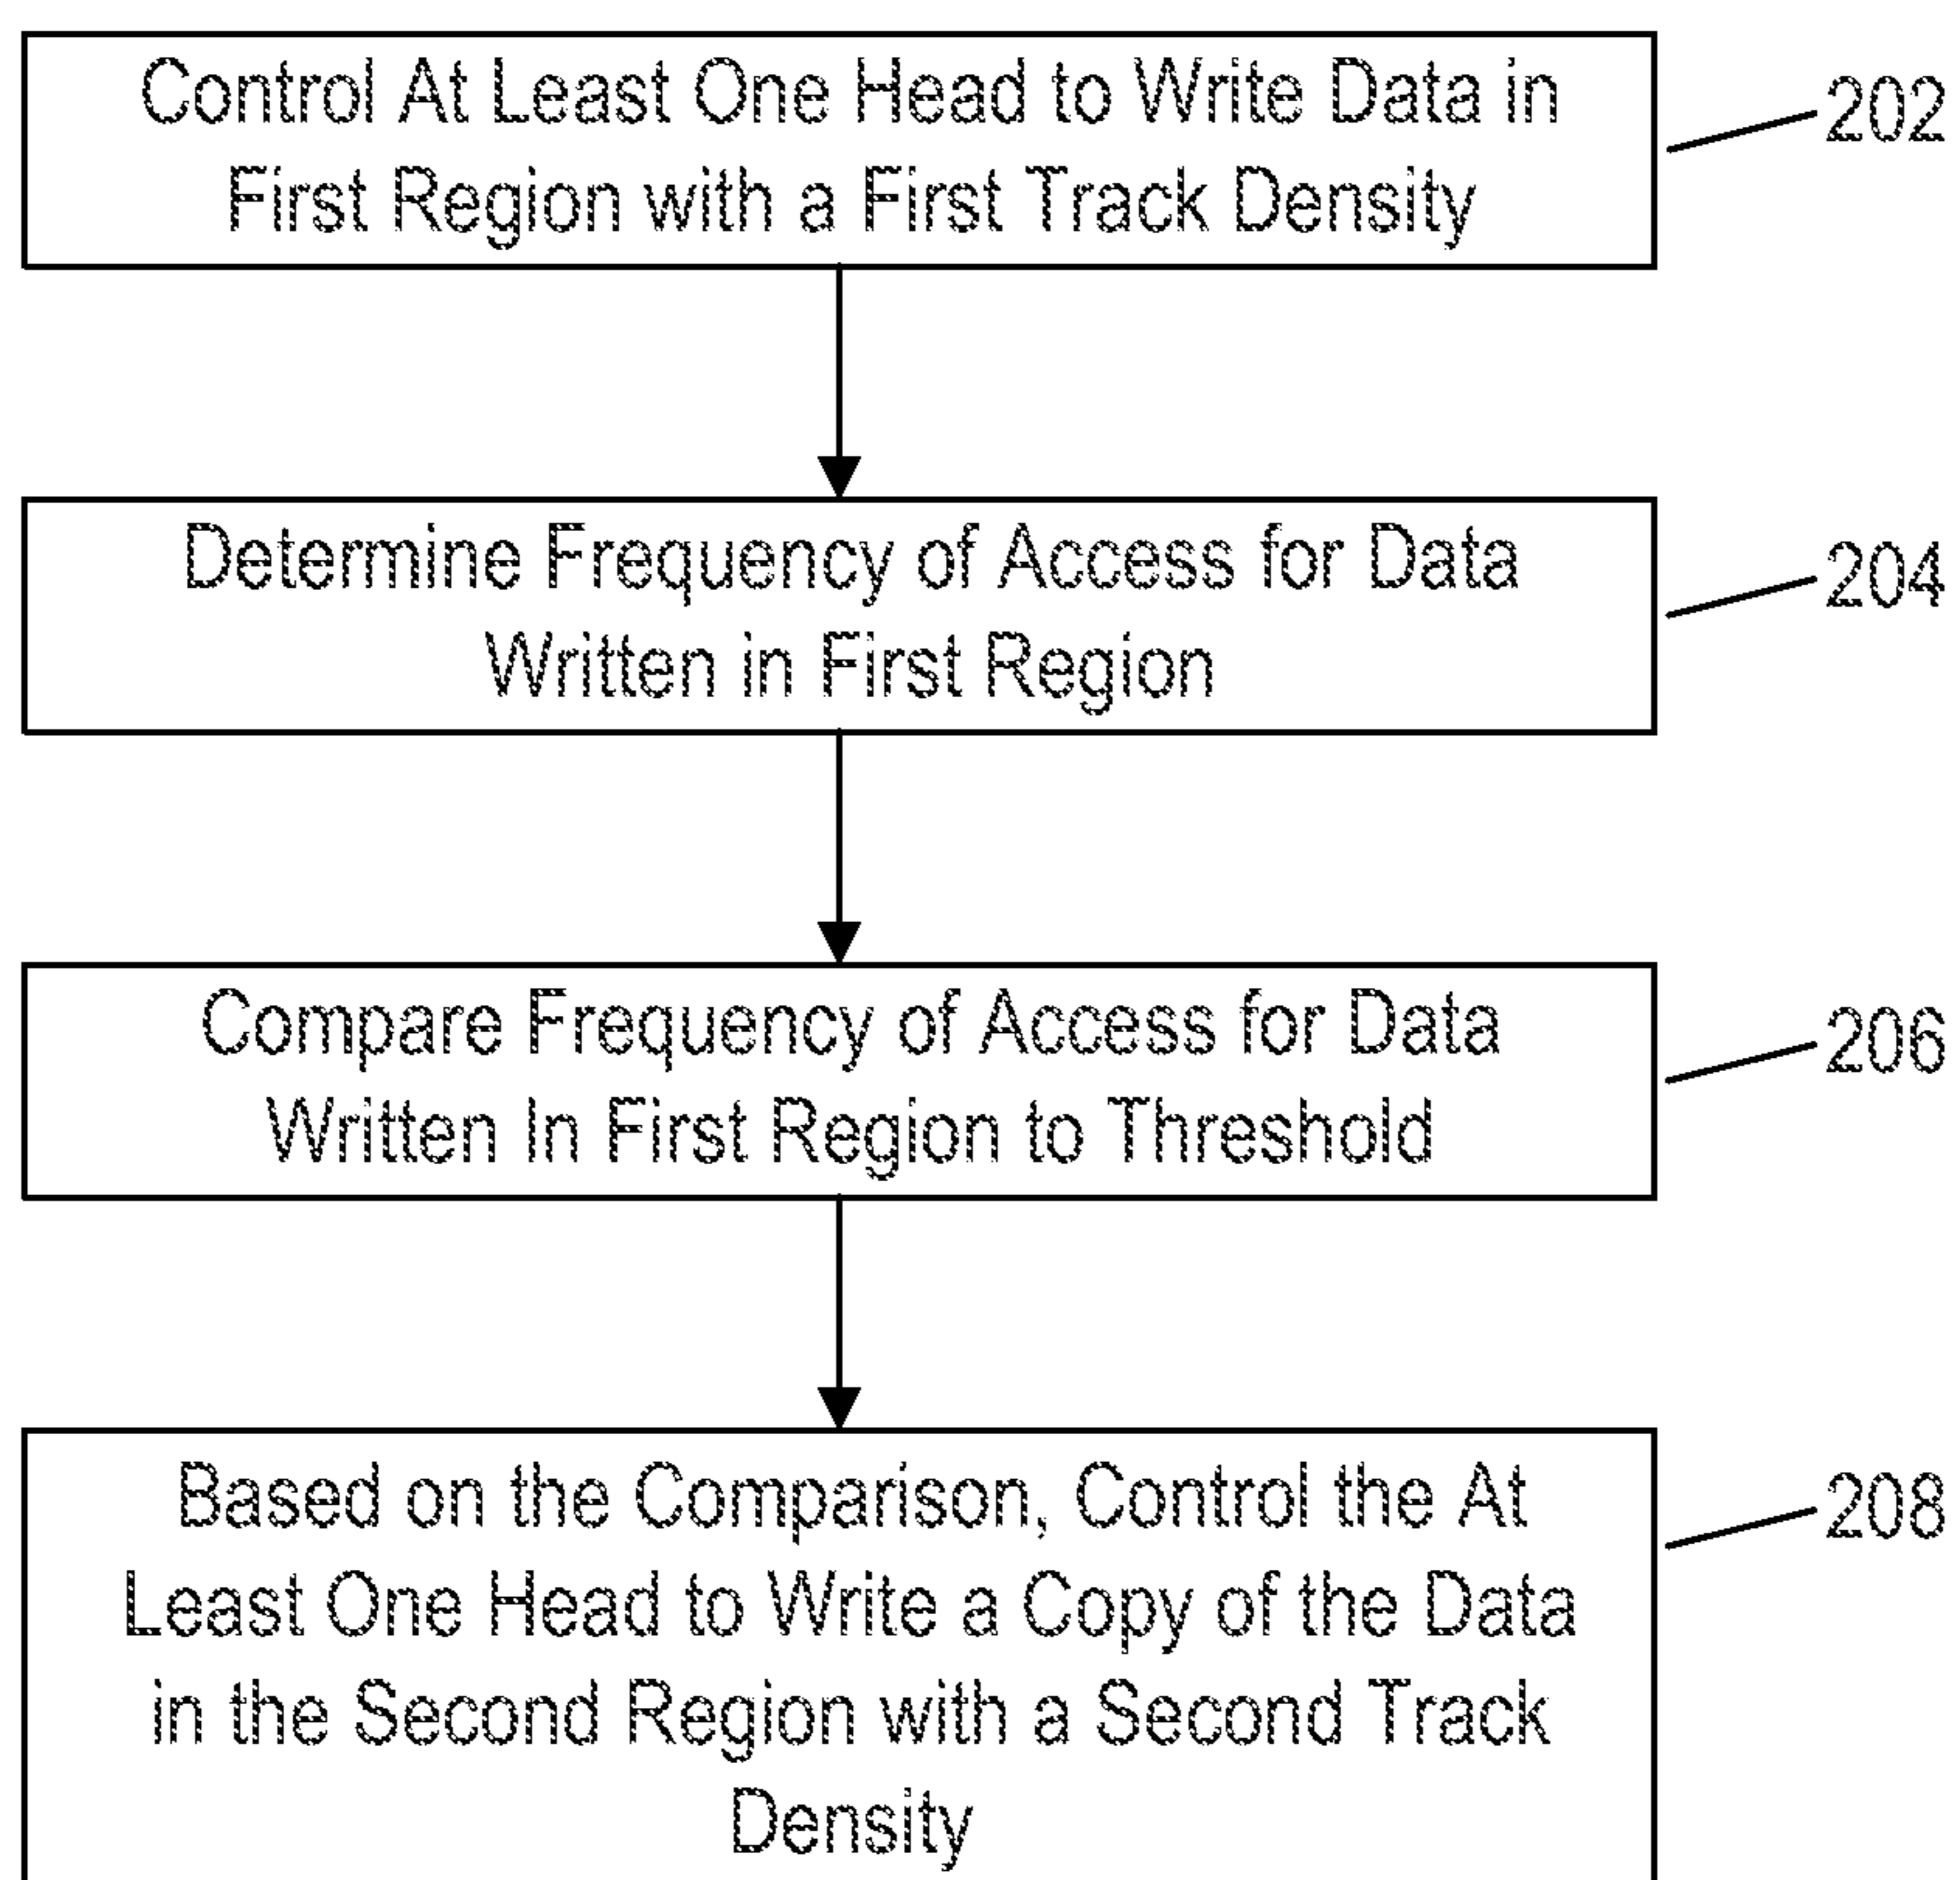 Control At Least One Head to Write Data in
First Region with a First Track Density
202
Determine Frequency of Access for Data
Written in First Region
204
Compare Frequency of Access for Data
Written In First Region to Threshold
206
Based on the Comparison, Control the At
Least One Head to Write a Copy of the Data
in the Second Region with a Second Track
Density
208